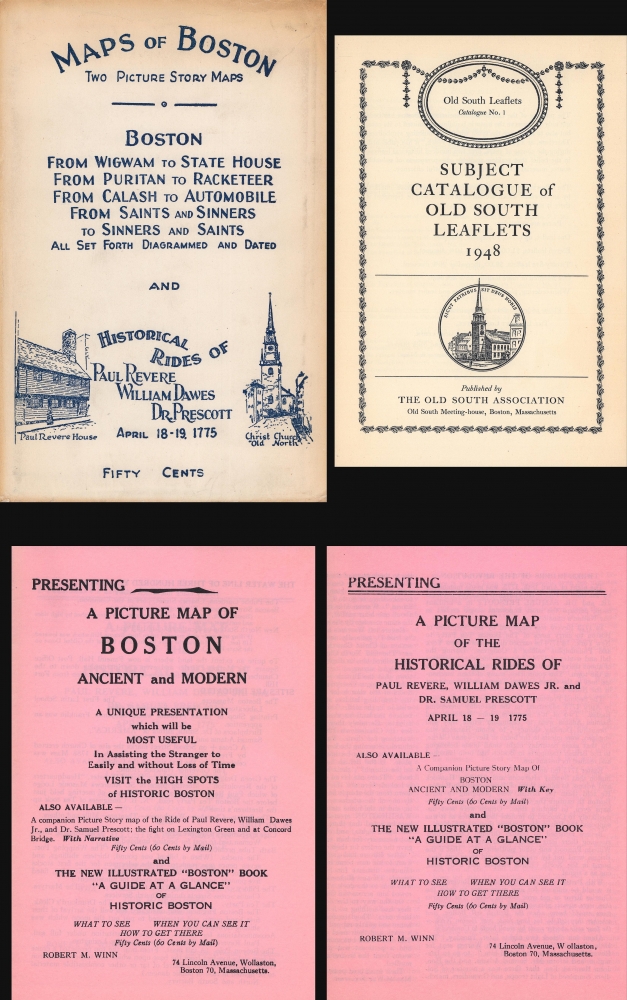 MAPS OF BOSTON
TWO PICTURE STORY MAPS
BOSTON
FROM WIGWAM TO STATE HOUSE
FROM PURITAN TO RACKETEER
FROM CALASH TO AUTOMOBILE
FROM SAINTS AND SINNERS
TO SINNERS AND SAINTS
ALL SET FORTH DIAGRAMMED AND DATED
AND
HISTORICAL
RIDES OF
PAUL REVERE
WILLIAM DAWES
DR. PRESCOTT
APRIL 18-19, 1775
Paul Revere House
Christ Church
"Old North"
FIFTY CENTS
Old South Leaflets
Catalogue No. 1
SUBJECT
CATALOGUE of
OLD SOUTH
LEAFLETS
1948
Published by
THE OLD SOUTH ASSOCIATION
Old South Meeting-house, Boston, Massachusetts
PRESENTING
A PICTURE MAP OF
BOSTON
ANCIENT and MODERN
A UNIQUE PRESENTATION
which will be
MOST USEFUL
In Assisting the Stranger to
Easily and without Loss of Time
VISIT the HIGH SPOTS
of HISTORIC BOSTON
ALSO AVAILABLE —
A companion Picture Story map of the Ride of Paul Revere, William Dawes
Jr., and Dr. Samuel Prescott; the fight on Lexington Green and at Concord
Bridge. With Narrative
Fifty Cents (60 Cents by Mail)
and
THE NEW ILLUSTRATED "BOSTON" BOOK
"A GUIDE AT A GLANCE"
OF
HISTORIC BOSTON
WHAT TO SEE WHEN YOU CAN SEE IT
HOW TO GET THERE
Fifty Cents (60 Cents by Mail)
ROBERT M. WINN
74 Lincoln Avenue, Wollaston,
Boston 70, Massachusetts.
PRESENTING
A PICTURE MAP
OF THE
HISTORICAL RIDES OF
PAUL REVERE, WILLIAM DAWES JR. and
DR. SAMUEL PRESCOTT
APRIL 18 — 19 1775
ALSO AVAILABLE —
A Companion Picture Story Map Of
BOSTON
ANCIENT AND MODERN With Key
Fifty Cents (60 Cents by Mail)
and
THE NEW ILLUSTRATED "BOSTON" BOOK
"A GUIDE AT A GLANCE"
OF
HISTORIC BOSTON
WHAT TO SEE WHEN YOU CAN SEE IT
HOW TO GET THERE
Fifty Cents (60 Cents by Mail)
ROBERT M. WINN
74 Lincoln Avenue, W ollaston,
Boston 70, Massachusetts.